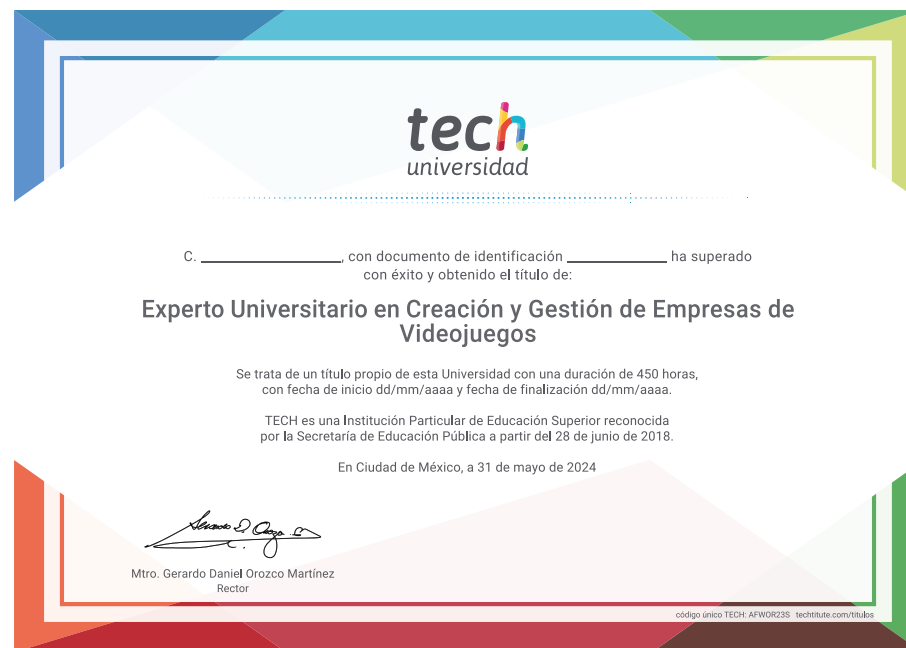 tech
universidad
C. ____________________, con documento de identificación ______________ ha superado
con éxito y obtenido el título de:
Experto Universitario en Creación y Gestión de Empresas de
Videojuegos
Se trata de un título propio de esta Universidad con una duración de 450 horas,
con fecha de inicio dd/mm/aaaa y fecha de finalización dd/mm/aaaa.
TECH es una Institución Particular de Educación Superior reconocida
por la Secretaría de Educación Pública a partir del 28 de junio de 2018.
En Ciudad de México, a 31 de mayo de 2024
Mtro. Gerardo Daniel Orozco Martínez
Rector
código único TECH: AFWOR23S techtitute.com/titulos